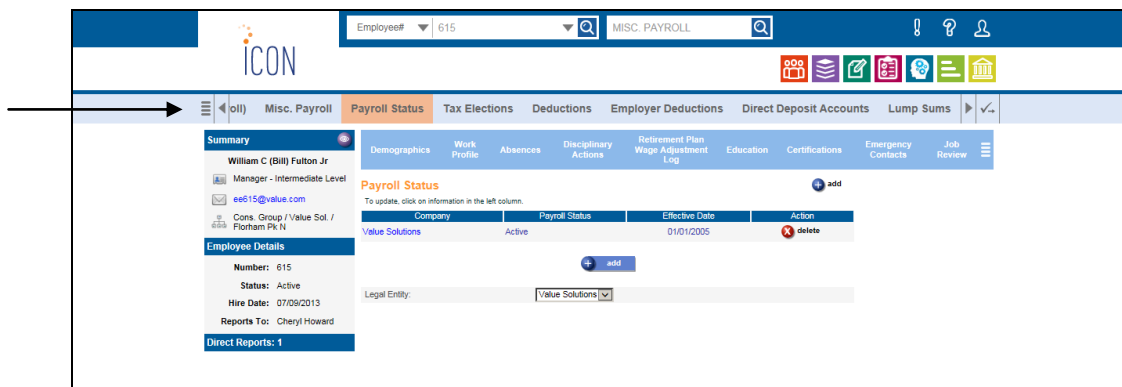 Employee# 615 MISC. PAYROLL
iCON
oll) Misc. Payroll Payroll Status Tax Elections Deductions Employer Deductions Direct Deposit Accounts Lump Sums
Summary
William C (Bill) Fulton Jr
Manager - Intermediate Level
ee615@value.com
Cons. Group / Value Sol. /
Florham Pk N
Employee Details
Number: 615
Status: Active
Hire Date: 07/09/2013
Reports To: Cheryl Howard
Direct Reports: 1
Demographics
Work
Profile
Absences
Disciplinary
Actions
Retirement Plan
Wage Adjustment
Log
Education
Certifications
Emergency
Contacts
Job
Review
Payroll Status
add
To update, click on information in the left column.
Company Payroll Status Effective Date Action
Value Solutions Active 01/01/2005 delete
add
Legal Entity: Value Solutions